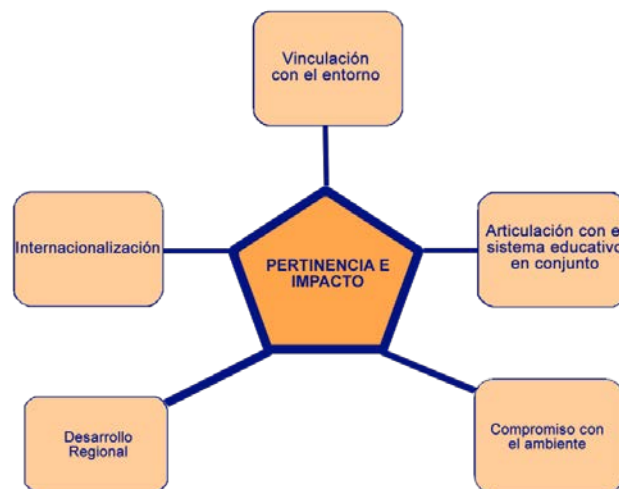 Vinculación
con el entorno
Internacionalización
PERTINENCIA E
IMPACTO
Articulación con el
sistema educativo
en conjunto
Desarrollo
Regional
Compromiso con
el ambiente